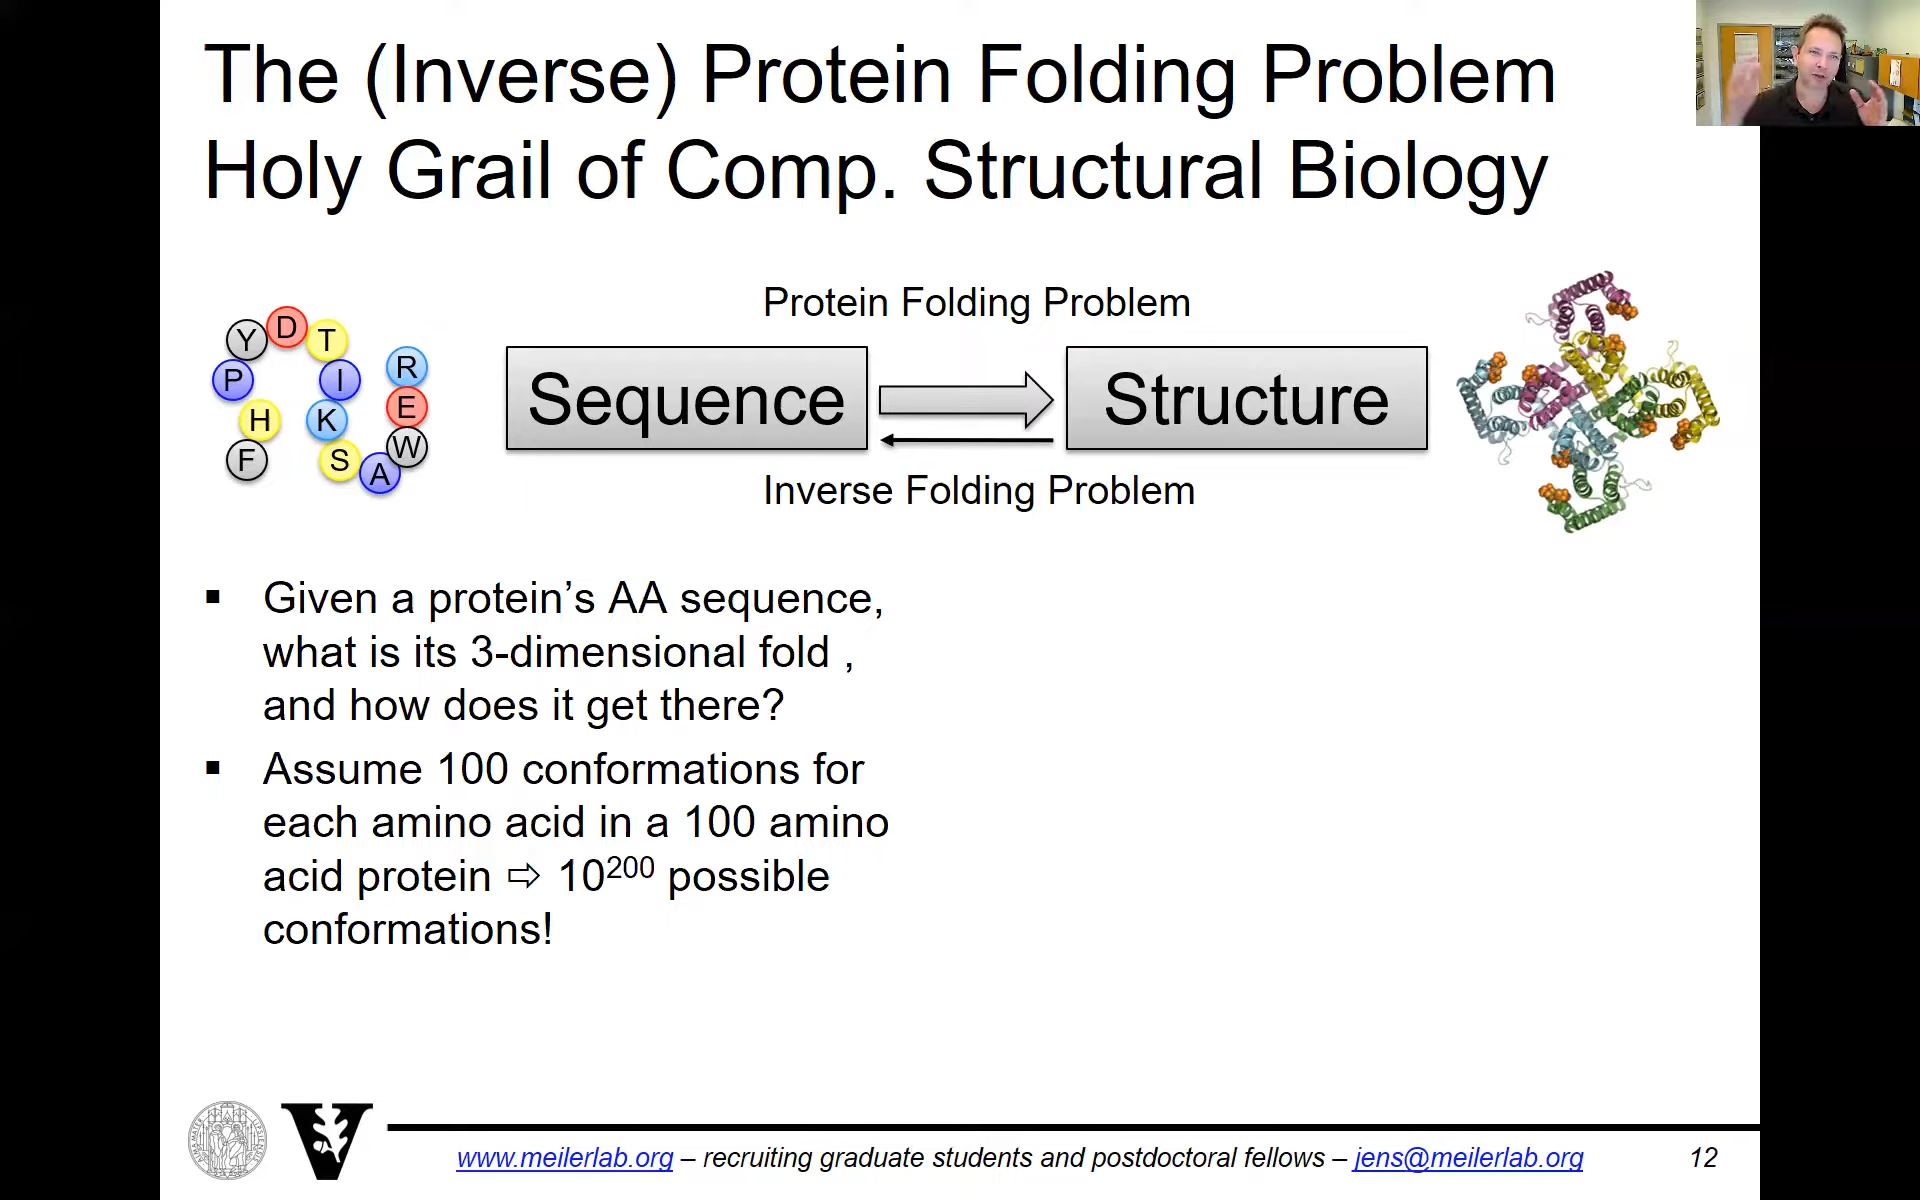 The (Inverse) Protein Folding Problem
Holy Grail of Comp. Structural Biology
Protein Folding Problem
Y D T
P I R
H K E
F S A W
Sequence
Structure
Inverse Folding Problem
▪ Given a protein’s AA sequence,
what is its 3-dimensional fold ,
and how does it get there?
▪ Assume 100 conformations for
each amino acid in a 100 amino
acid protein ⇨ 10²⁰⁰ possible
conformations!
V
www.meilerlab.org – recruiting graduate students and postdoctoral fellows – jens@meilerlab.org
12